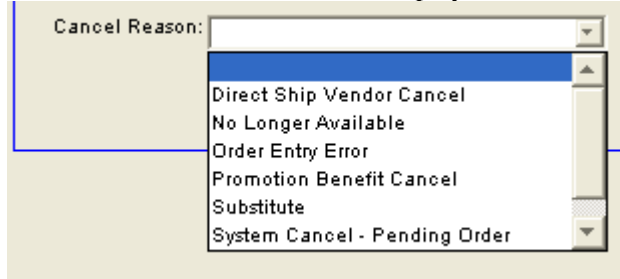 Cancel Reason:
Direct Ship Vendor Cancel
No Longer Available
Order Entry Error
Promotion Benefit Cancel
Substitute
System Cancel - Pending Order